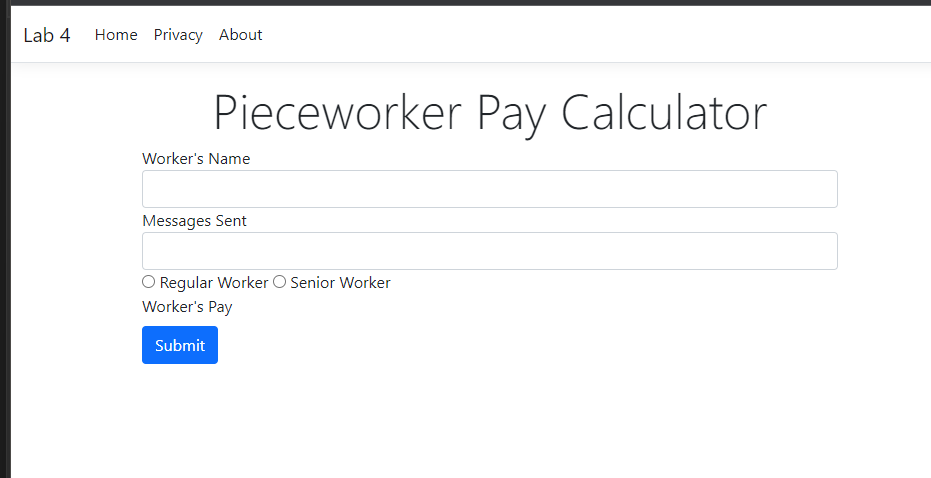 Lab 4 Home Privacy About
Pieceworker Pay Calculator
Worker's Name
Messages Sent
Regular Worker Senior Worker
Worker's Pay
Submit